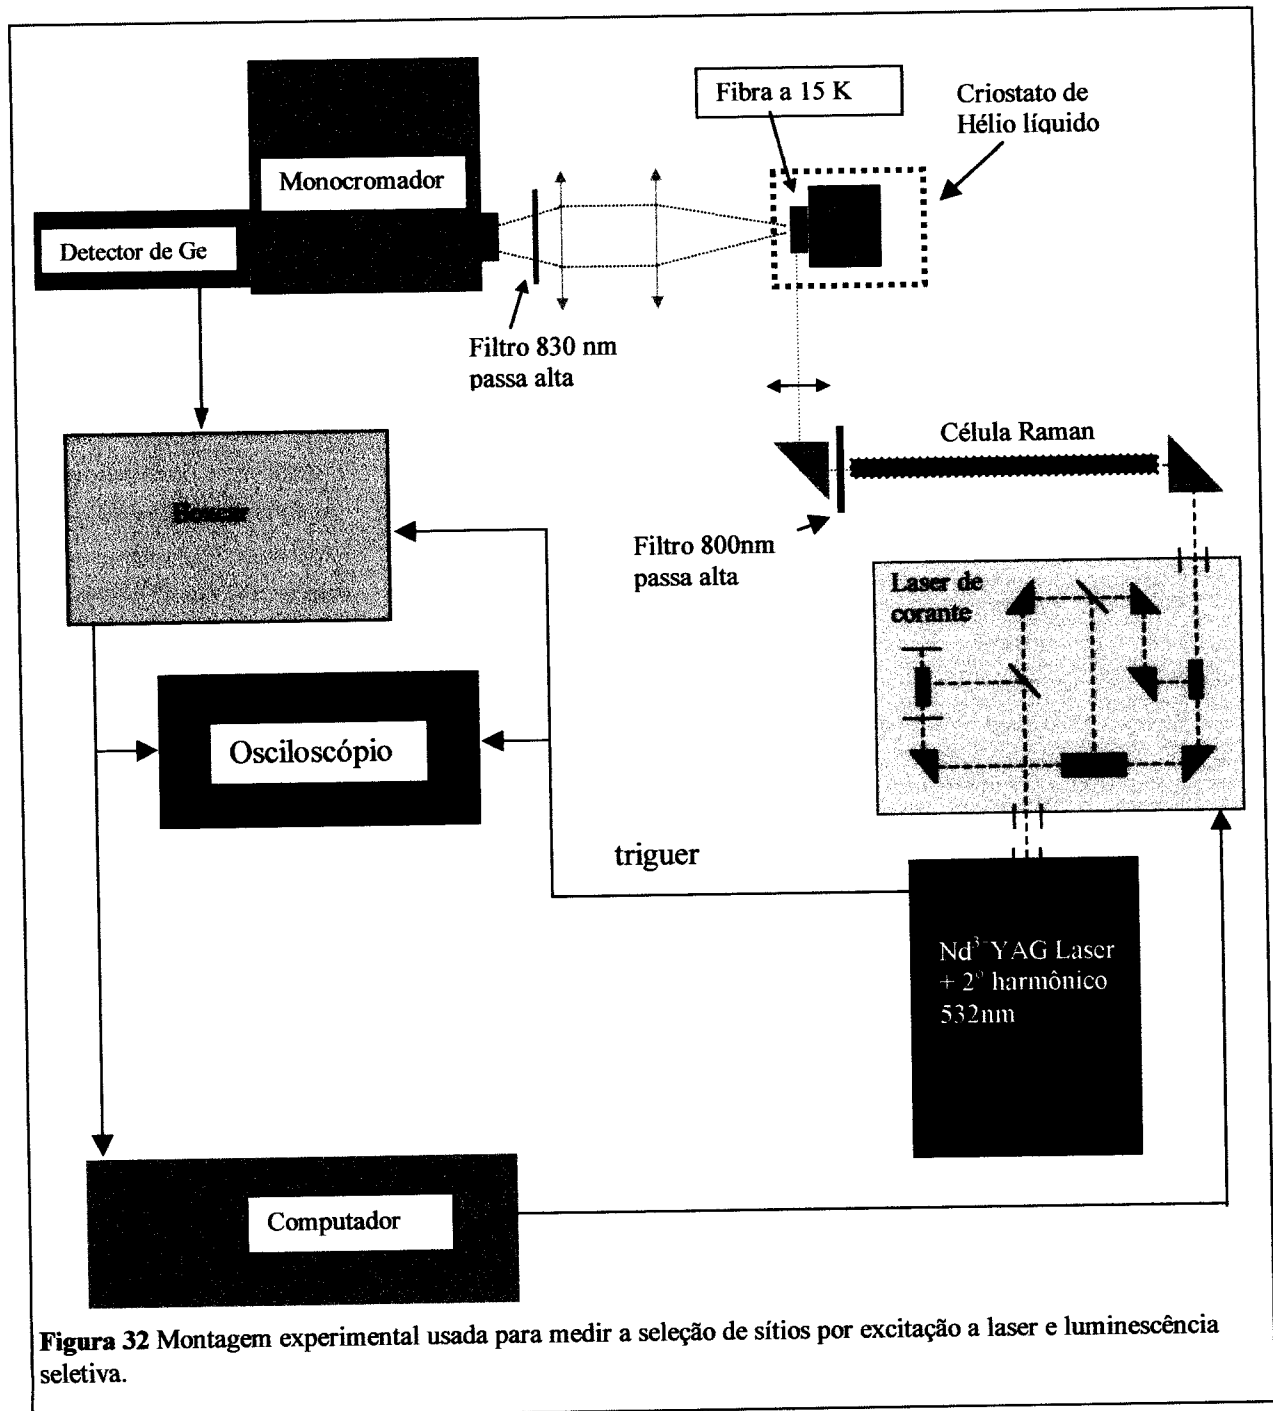 Fibra a 15 K
Criostato de
Hélio líquido
Monocromador
Detector de Ge
Filtro 830 nm
passa alta
Célula Raman
Boxcar
Filtro 800nm
passa alta
Laser de
corante
Osciloscópio
triguer
Nd³⁺YAG Laser
+ 2º harmônico
532nm
Computador
Figura 32 Montagem experimental usada para medir a seleção de sítios por excitação a laser e luminescência
seletiva.